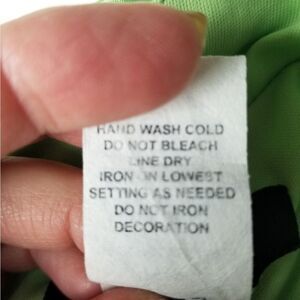 HAND WASH COLD
DO NOT BLEACH
LINE DRY
IRON ON LOWEST
SETTING AS NEEDED
DO NOT IRON
DECORATION